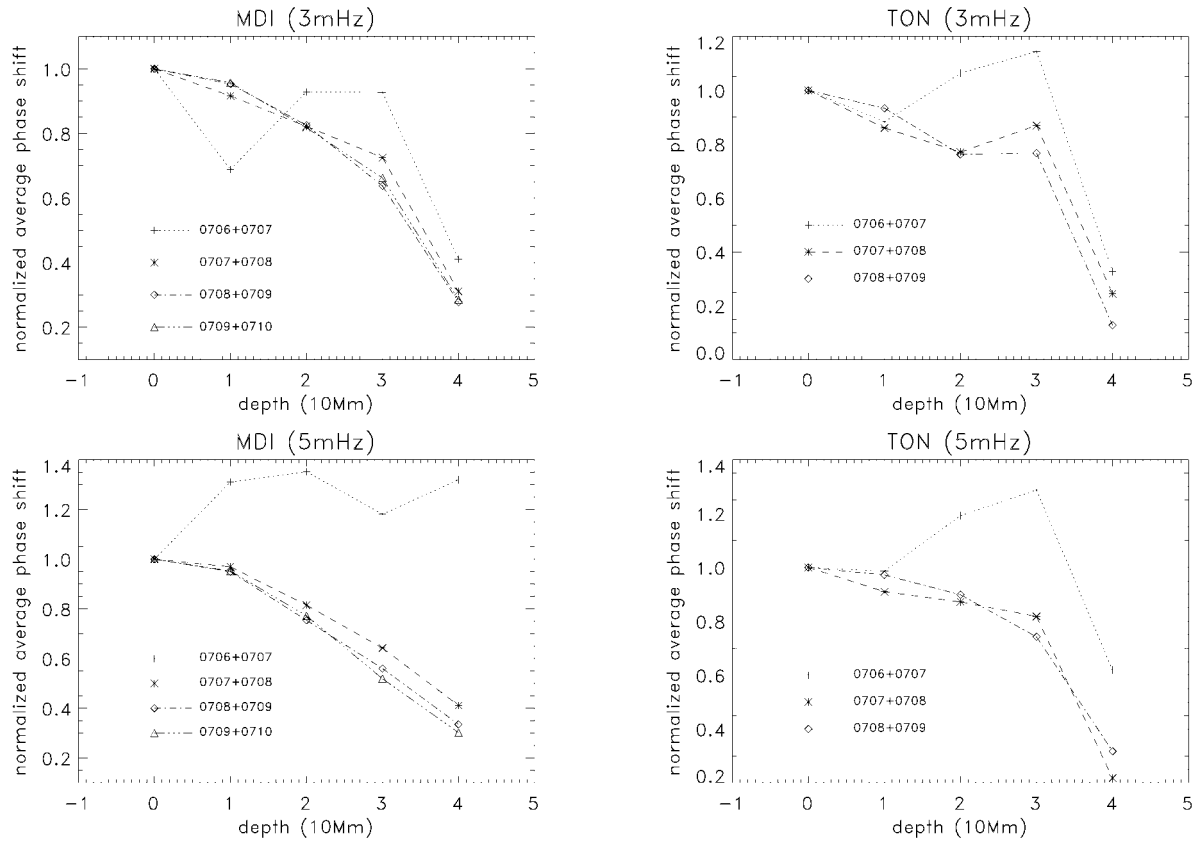 MDI (3mHz)
normalized average phase shift
1.0
0.8
0.6
0.4
0.2
0706+0707
0707+0708
0708+0709
0709+0710
-1 0 1 2 3 4 5
depth (10Mm)
TON (3mHz)
normalized average phase shift
1.2
1.0
0.8
0.6
0.4
0.2
0.0
0706+0707
0707+0708
0708+0709
-1 0 1 2 3 4 5
depth (10Mm)
MDI (5mHz)
normalized average phase shift
1.4
1.2
1.0
0.8
0.6
0.4
0.2
0706+0707
0707+0708
0708+0709
0709+0710
-1 0 1 2 3 4 5
depth (10Mm)
TON (5mHz)
normalized average phase shift
1.4
1.2
1.0
0.8
0.6
0.4
0.2
0706+0707
0707+0708
0708+0709
-1 0 1 2 3 4 5
depth (10Mm)